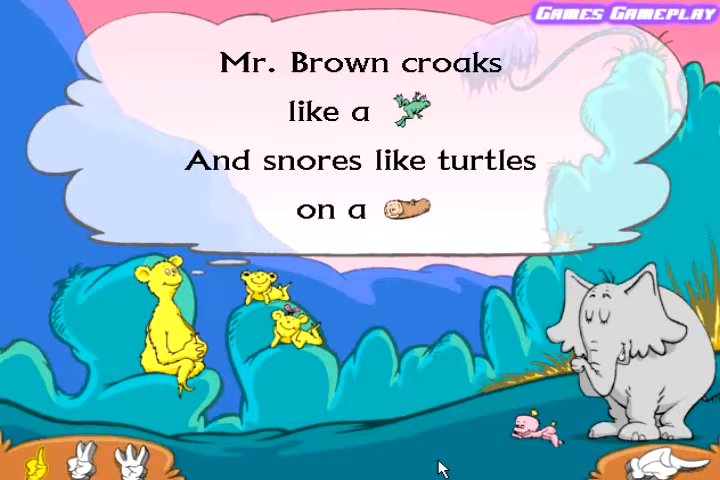 Games Gameplay
Mr. Brown croaks
like a
And snores like turtles
on a